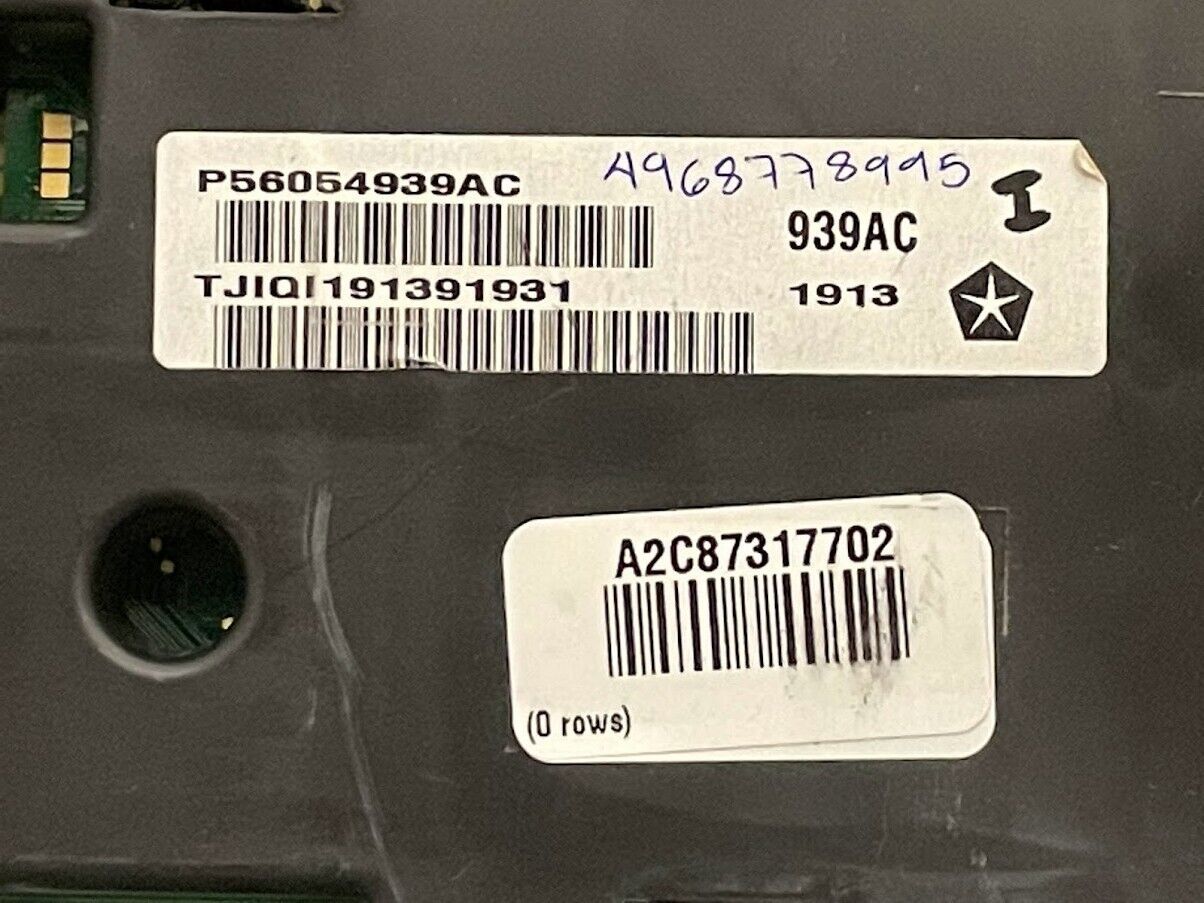 P56054939AC 4968778995
939AC I
TJIQI191391931 1913
A2C87317702
(0 rows)